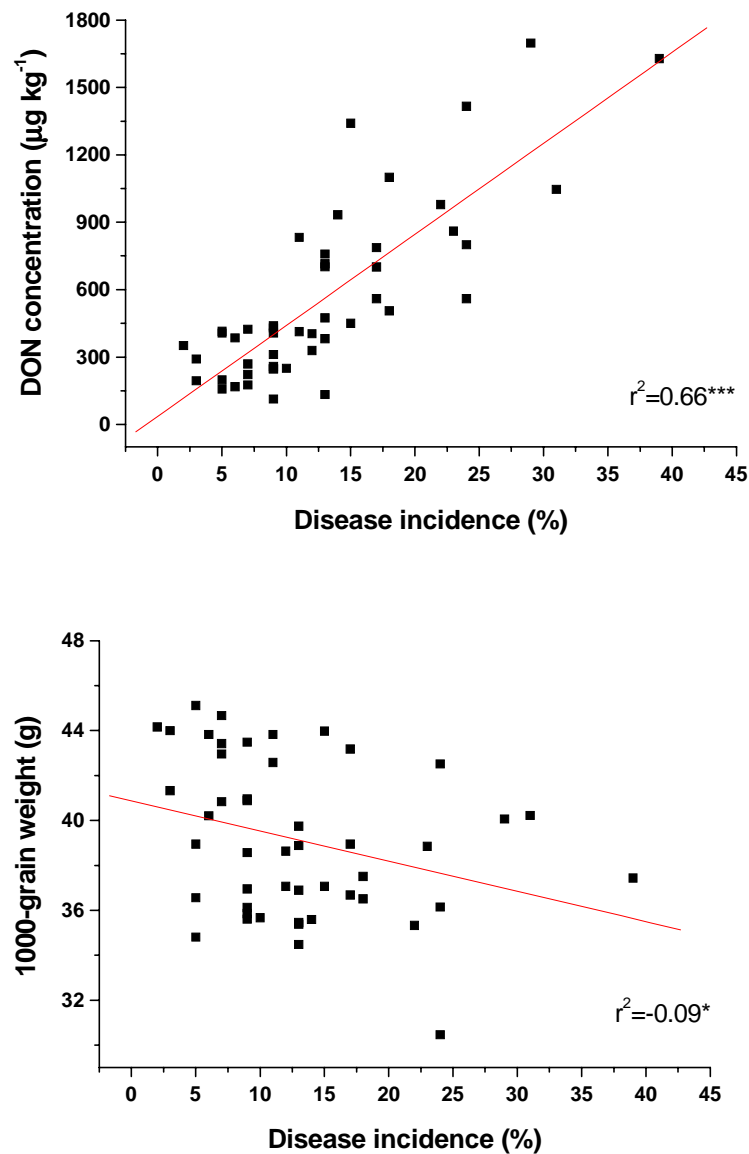 1800
1500
1200
900
600
300
0
DON concentration (µg kg⁻¹)
r²=0.66***
0 5 10 15 20 25 30 35 40 45
Disease incidence (%)
48
44
40
36
32
1000-grain weight (g)
r²=-0.09*
0 5 10 15 20 25 30 35 40 45
Disease incidence (%)